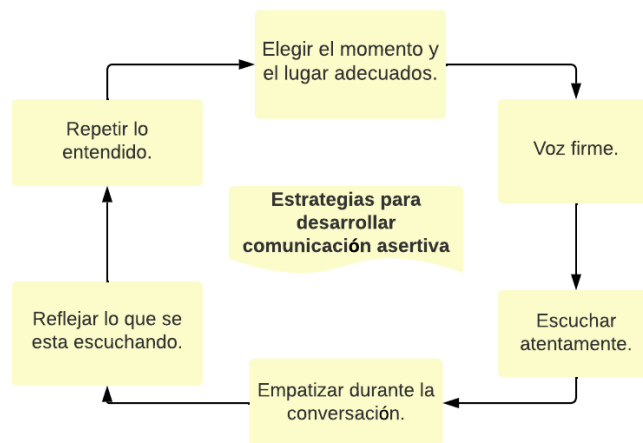 Elegir el momento y
el lugar adecuados.
Voz firme.
Escuchar
atentamente.
Empatizar durante la
conversación.
Reflejar lo que se
esta escuchando.
Repetir lo
entendido.
Estrategias para
desarrollar
comunicación asertiva